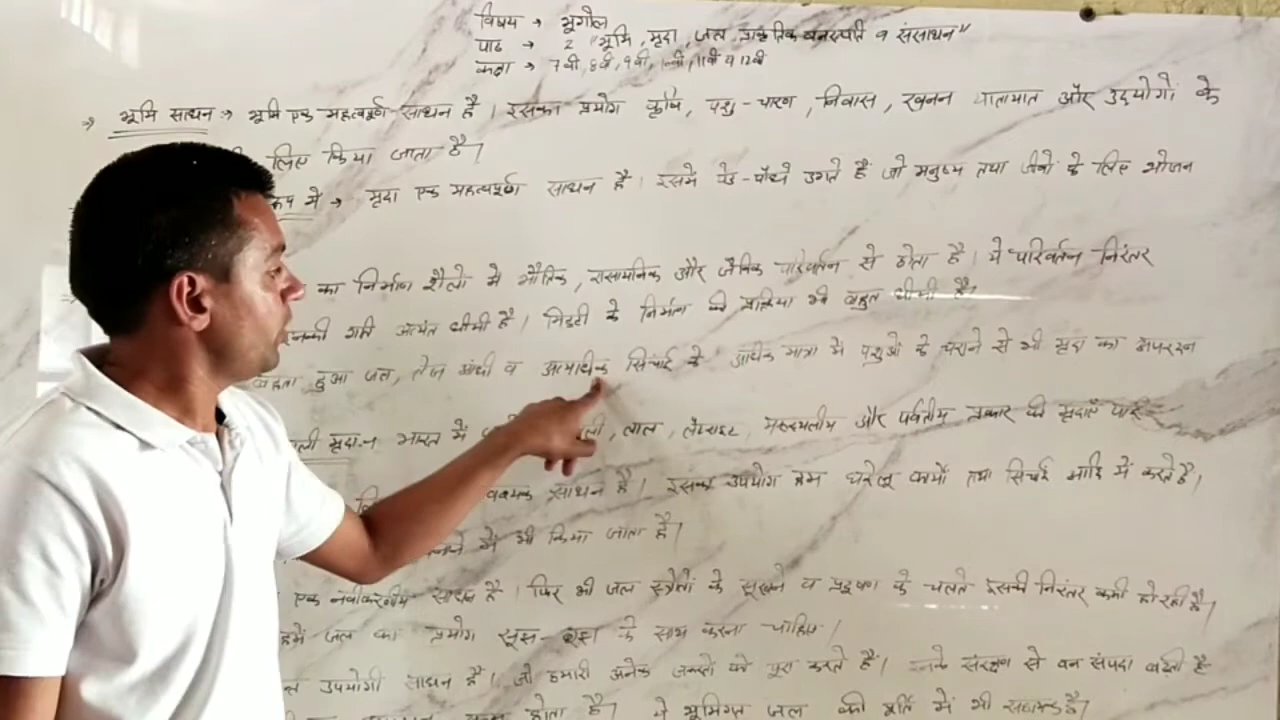 विषय → भूगोल
पाठ → 2 "भूमि, मृदा, जल, प्राकृतिक वनस्पति व संसाधन"
कक्षा → 7वी, 8वी, 9वी, 10वी, 11वी व 12वी
⇒ भूमि साधन → भूमि एक महत्वपूर्ण साधन है। इसका प्रयोग कृषि, पशु-चारण, निवास, खनन यातायात और उद्योगों के
लिए किया जाता है।
रूप में → मृदा एक महत्वपूर्ण साधन है। इसमें पेड-पौधे उगते हैं जो मनुष्य तथा जीवों के लिए भोजन
का निर्माण शैलो में भौतिक, रासायनिक और जैविक परिवर्तन से होता है। ये परिवर्तन निरंतर
इनकी गति अत्यंत धीमी है। मिट्टी के निर्माण की प्रक्रिया भी बहुत धीमी है।
बहता हुआ जल, तेज आंधी व अत्याधिक सिंचाई के अधिक मात्रा में पशुओं के चराने से भी मृदा का अपरदन
मृदा → भारत में लाल, लेटराइट, मरूस्थलीय और पर्वतीय प्रकार की मृदाएँ पाई
साधन है। इसका उपयोग हम घरेलू कार्यो तथा सिंचाई आदि में करते है।
में भी किया जाता है।
एक नवीकरणीय साधन है। फिर भी जल स्त्रोतों के सूखने व प्रदूषण के चलते इसकी निरंतर कमी हो रही है।
हमें जल का प्रयोग सूझ-बूझ के साथ करना चाहिए।
उपयोगी साधन है। जो हमारी अनेक जरूरतो को पूरा करते हैं। इनके संरक्षण से वन संपदा बढ़ती है
होता है। ये भूमिगत जल की पूर्ति में भी सहायक है।